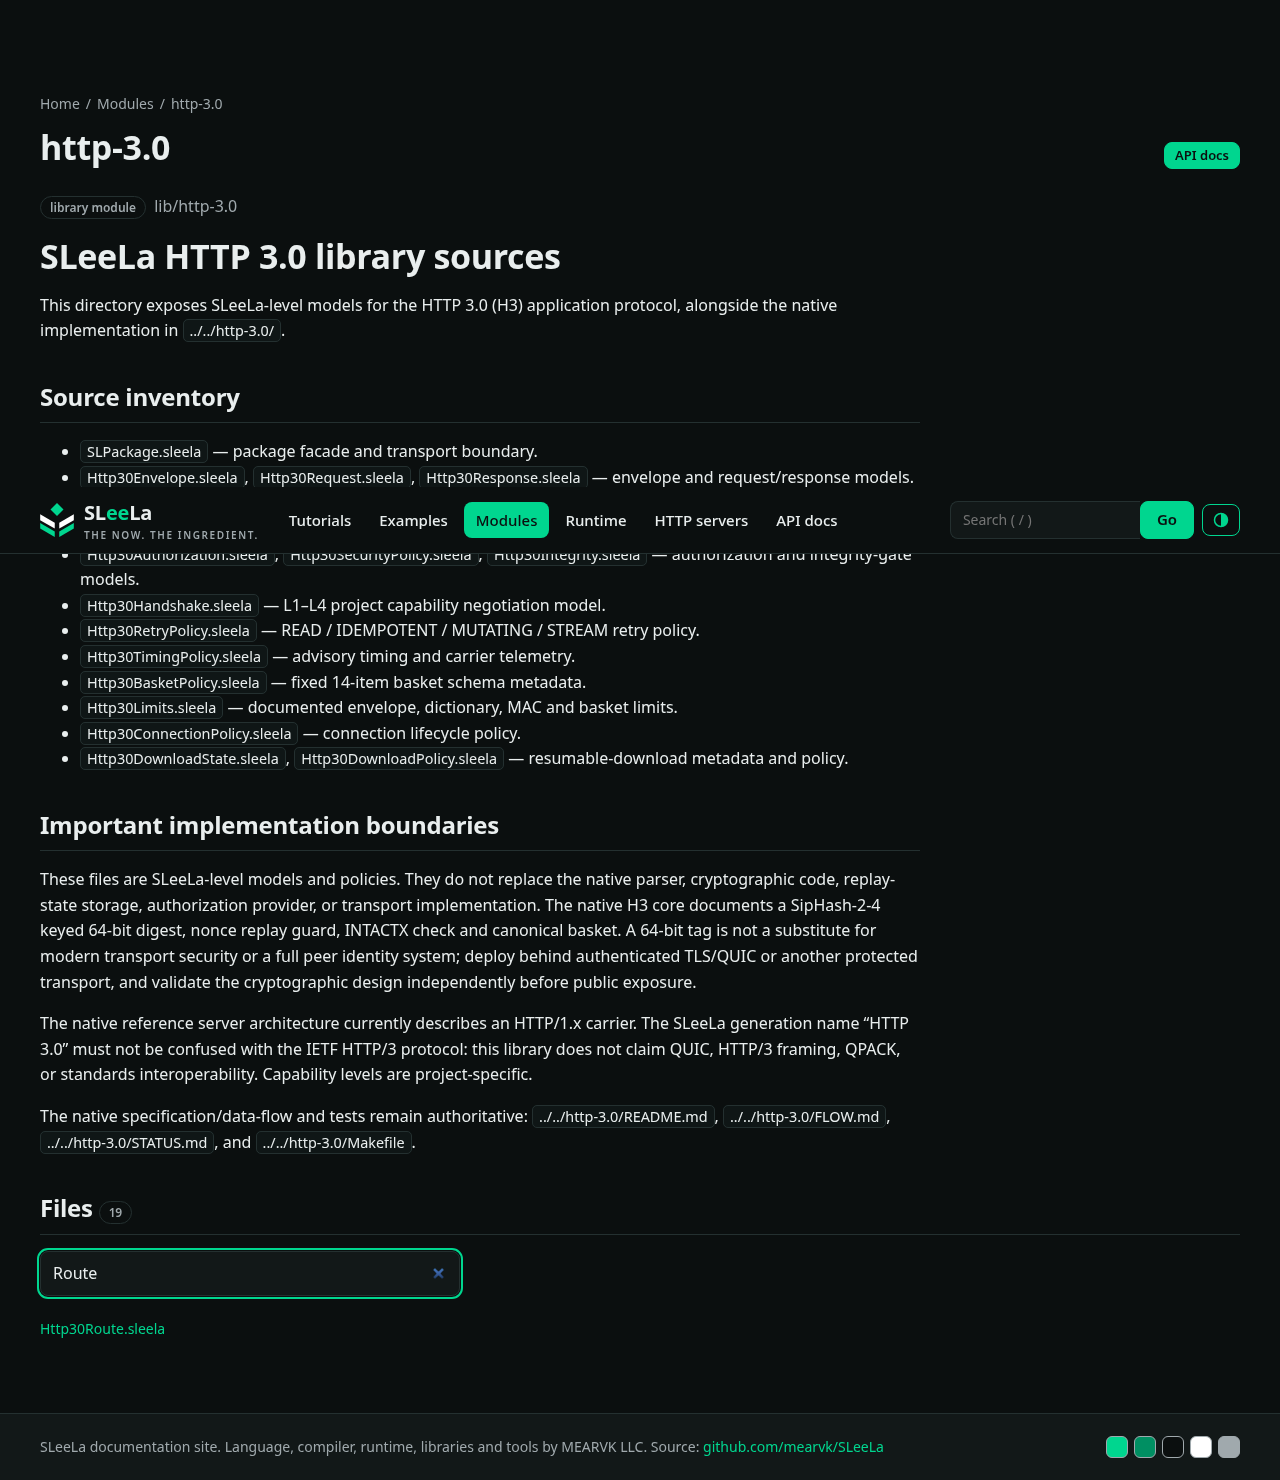 Home / Modules / http-3.0
http-3.0
API docs
library module lib/http-3.0
SLeeLa HTTP 3.0 library sources
This directory exposes SLeeLa-level models for the HTTP 3.0 (H3) application protocol, alongside the native
implementation in ../../http-3.0/.
Source inventory
SLPackage.sleela — package facade and transport boundary.
Http30Envelope.sleela, Http30Request.sleela, Http30Response.sleela — envelope and request/response models.
SLeeLa
THE NOW. THE INGREDIENT.
Tutorials Examples Modules Runtime HTTP servers API docs
Search ( / ) Go
Http30Authorization.sleela, Http30SecurityPolicy.sleela, Http30Integrity.sleela — authorization and integrity-gate
models.
Http30Handshake.sleela — L1–L4 project capability negotiation model.
Http30RetryPolicy.sleela — READ / IDEMPOTENT / MUTATING / STREAM retry policy.
Http30TimingPolicy.sleela — advisory timing and carrier telemetry.
Http30BasketPolicy.sleela — fixed 14-item basket schema metadata.
Http30Limits.sleela — documented envelope, dictionary, MAC and basket limits.
Http30ConnectionPolicy.sleela — connection lifecycle policy.
Http30DownloadState.sleela, Http30DownloadPolicy.sleela — resumable-download metadata and policy.
Important implementation boundaries
These files are SLeeLa-level models and policies. They do not replace the native parser, cryptographic code, replay-
state storage, authorization provider, or transport implementation. The native H3 core documents a SipHash-2-4
keyed 64-bit digest, nonce replay guard, INTACTX check and canonical basket. A 64-bit tag is not a substitute for
modern transport security or a full peer identity system; deploy behind authenticated TLS/QUIC or another protected
transport, and validate the cryptographic design independently before public exposure.
The native reference server architecture currently describes an HTTP/1.x carrier. The SLeeLa generation name “HTTP
3.0” must not be confused with the IETF HTTP/3 protocol: this library does not claim QUIC, HTTP/3 framing, QPACK,
or standards interoperability. Capability levels are project-specific.
The native specification/data-flow and tests remain authoritative: ../../http-3.0/README.md, ../../http-3.0/FLOW.md,
../../http-3.0/STATUS.md, and ../../http-3.0/Makefile.
Files 19
Route
Http30Route.sleela
SLeeLa documentation site. Language, compiler, runtime, libraries and tools by MEARVK LLC. Source: github.com/mearvk/SLeeLa